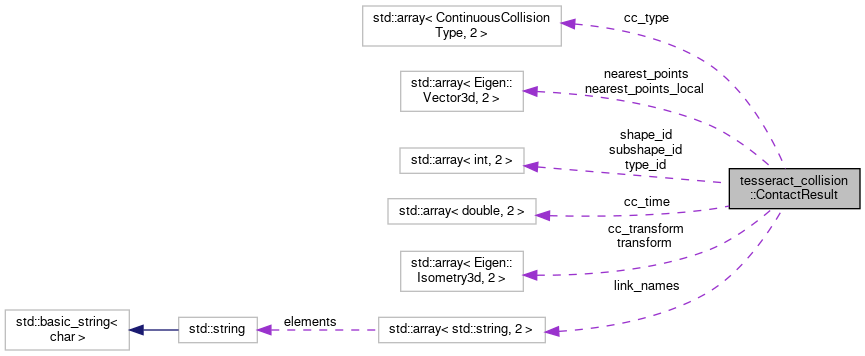 std::array< ContinuousCollision
Type, 2 >
cc_type
std::array< Eigen::
Vector3d, 2 >
nearest_points
nearest_points_local
std::array< int, 2 >
shape_id
subshape_id
type_id
tesseract_collision
::ContactResult
std::array< double, 2 >
cc_time
std::array< Eigen::
Isometry3d, 2 >
cc_transform
transform
link_names
std::basic_string<
char >
std::string
elements
std::array< std::string, 2 >